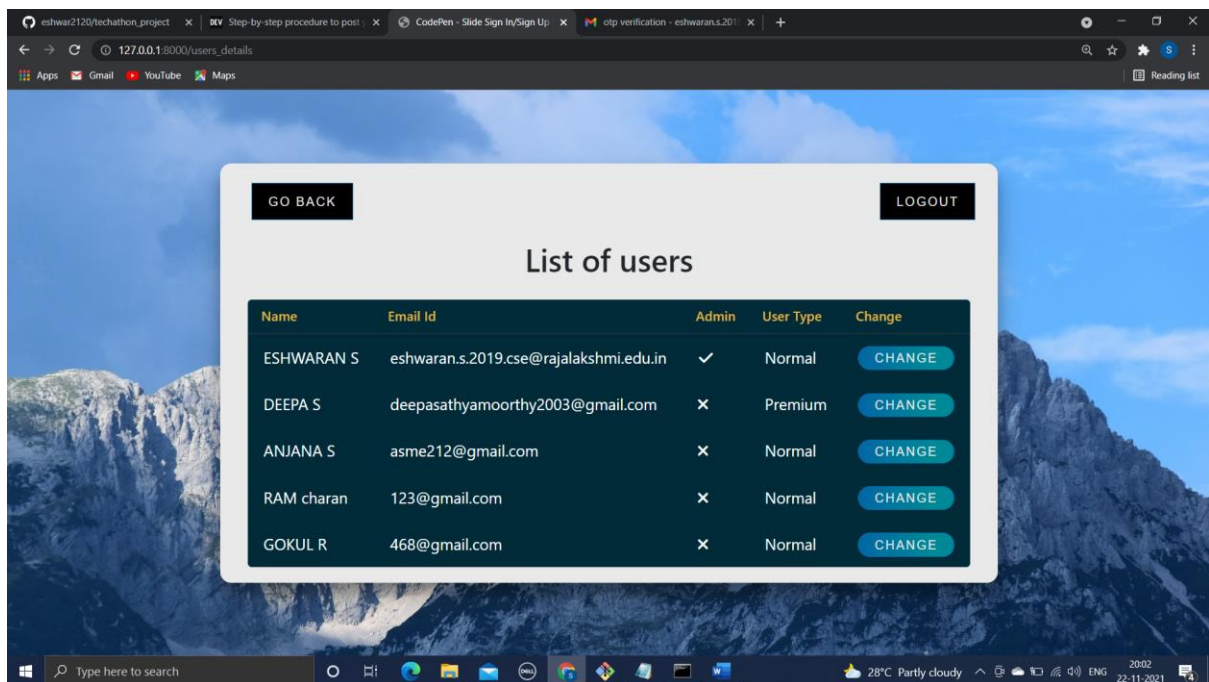 eshwar2120/techathon_project DEV Step-by-step procedure to post CodePen - Slide Sign In/Sign Up otp verification - eshwaran.s.201
127.0.0.1:8000/users_details S
Apps Gmail YouTube Maps Reading list
GO BACK LOGOUT
List of users
Name Email Id Admin User Type Change
ESHWARAN S eshwaran.s.2019.cse@rajalakshmi.edu.in Normal CHANGE
DEEPA S deepasathyamoorthy2003@gmail.com Premium CHANGE
ANJANA S asme212@gmail.com Normal CHANGE
RAM charan 123@gmail.com Normal CHANGE
GOKUL R 468@gmail.com Normal CHANGE
Type here to search DELL 28°C Partly cloudy ENG 20:02
22-11-2021 4